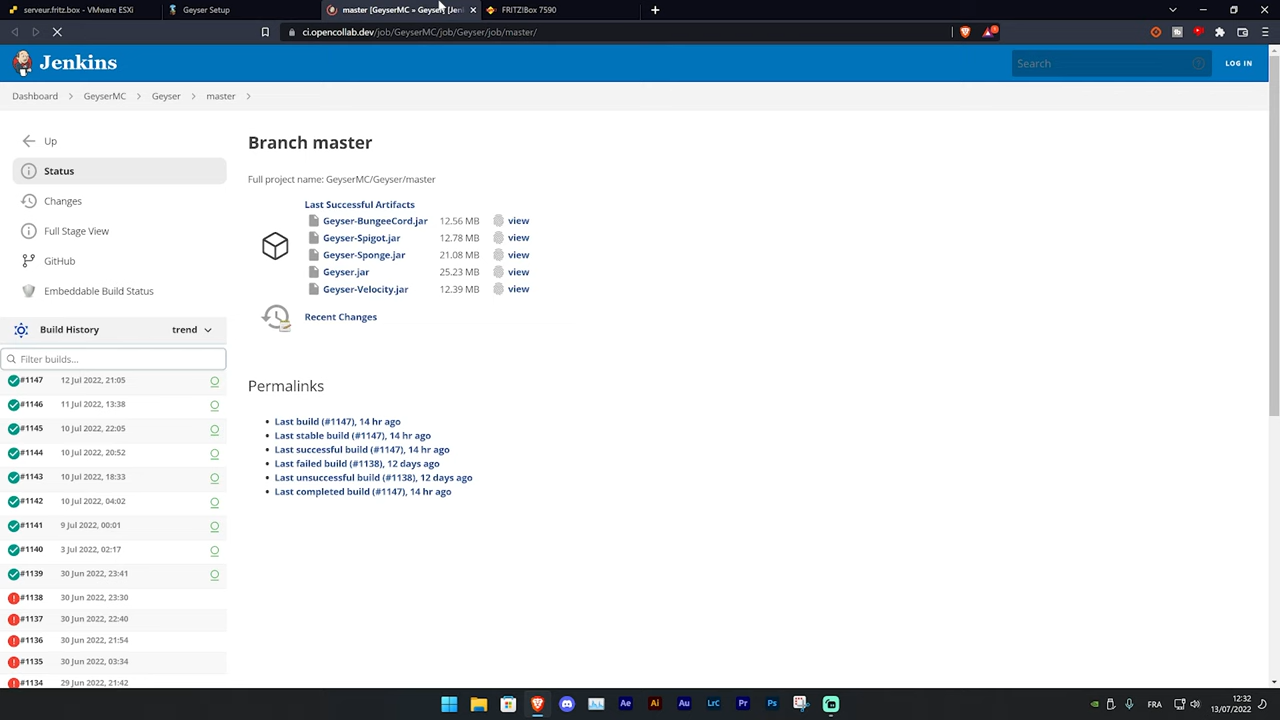 serveur.fritz.box - VMware ESXi
Geyser Setup
master [GeyserMC » Geyser] [Jenk
FRITZ!Box 7590
ci.opencollab.dev/job/GeyserMC/job/Geyser/job/master/
Jenkins
Search
LOG IN
Dashboard
GeyserMC
Geyser
master
Up
Status
Changes
Full Stage View
GitHub
Embeddable Build Status
Build History
trend
Filter builds...
#1147 12 Jul 2022, 21:05
#1146 11 Jul 2022, 13:38
#1145 10 Jul 2022, 22:05
#1144 10 Jul 2022, 20:52
#1143 10 Jul 2022, 18:33
#1142 10 Jul 2022, 04:02
#1141 9 Jul 2022, 00:01
#1140 3 Jul 2022, 02:17
#1139 30 Jun 2022, 23:41
#1138 30 Jun 2022, 23:30
#1137 30 Jun 2022, 22:40
#1136 30 Jun 2022, 21:54
#1135 30 Jun 2022, 03:34
#1134 29 Jun 2022, 21:42
Branch master
Full project name: GeyserMC/Geyser/master
Last Successful Artifacts
Geyser-BungeeCord.jar 12.56 MB view
Geyser-Spigot.jar 12.78 MB view
Geyser-Sponge.jar 21.08 MB view
Geyser.jar 25.23 MB view
Geyser-Velocity.jar 12.39 MB view
Recent Changes
Permalinks
Last build (#1147), 14 hr ago
Last stable build (#1147), 14 hr ago
Last successful build (#1147), 14 hr ago
Last failed build (#1138), 12 days ago
Last unsuccessful build (#1138), 12 days ago
Last completed build (#1147), 14 hr ago
Ae
Ai
Au
Lrc
Pr
Ps
FRA
12:32
13/07/2022